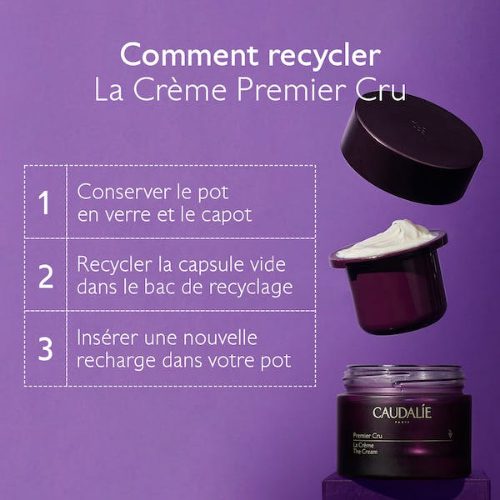 Comment recycler
La Crème Premier Cru
1
Conserver le pot
en verre et le capot
2
Recycler la capsule vide
dans le bac de recyclage
3
Insérer une nouvelle
recharge dans votre pot
CAUDALÍE
PARIS
Premier Cru
La Crème
The Cream